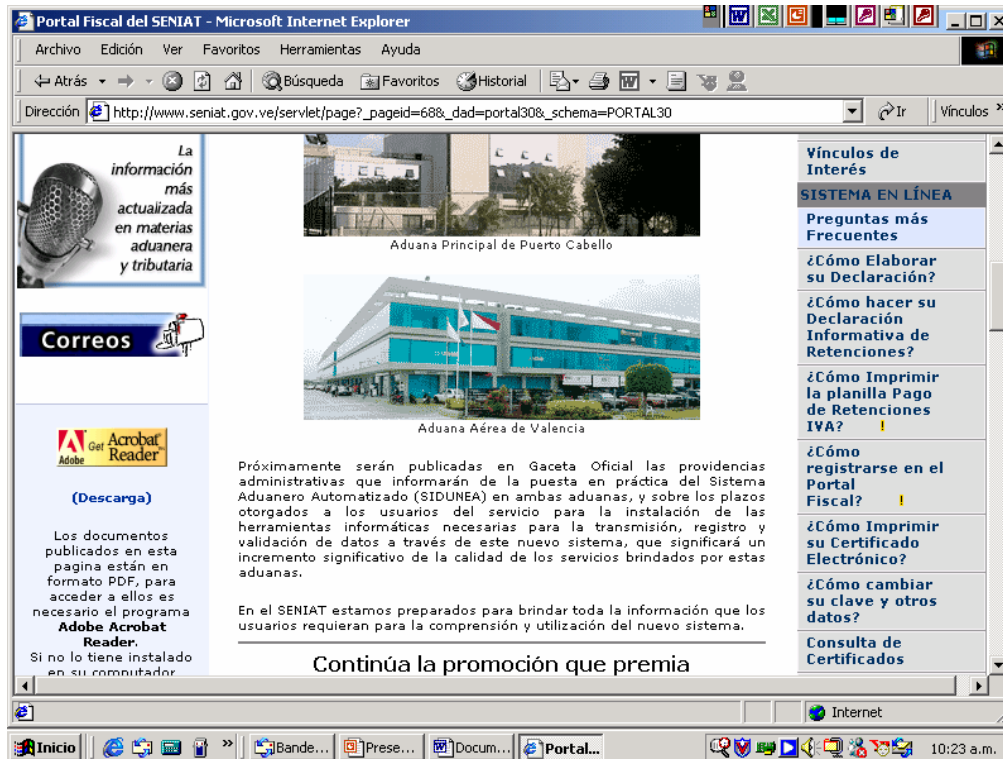 Portal Fiscal del SENIAT - Microsoft Internet Explorer
Archivo Edición Ver Favoritos Herramientas Ayuda
Atrás Búsqueda Favoritos Historial
Dirección http://www.seniat.gov.ve/servlet/page?_pageid=68&_dad=portal30&_schema=PORTAL30 Ir Vínculos
La
información
más
actualizada
en materias
aduanera
y tributaria
Correos
Adobe
Get Acrobat
Reader
(Descarga)
Los documentos
publicados en esta
pagina están en
formato PDF, para
acceder a ellos es
necesario el programa
Adobe Acrobat
Reader.
Si no lo tiene instalado
en su computador
Aduana Principal de Puerto Cabello
Aduana Aérea de Valencia
Próximamente serán publicadas en Gaceta Oficial las providencias
administrativas que informarán de la puesta en práctica del Sistema
Aduanero Automatizado (SIDUNEA) en ambas aduanas, y sobre los plazos
otorgados a los usuarios del servicio para la instalación de las
herramientas informáticas necesarias para la transmisión, registro y
validación de datos a través de este nuevo sistema, que significará un
incremento significativo de la calidad de los servicios brindados por estas
aduanas.
En el SENIAT estamos preparados para brindar toda la información que los
usuarios requieran para la comprensión y utilización del nuevo sistema.
Continúa la promoción que premia
Vínculos de
Interés
SISTEMA EN LÍNEA
Preguntas más
Frecuentes
¿Cómo Elaborar
su Declaración?
¿Cómo hacer su
Declaración
Informativa de
Retenciones?
¿Cómo Imprimir
la planilla Pago
de Retenciones
IVA? !
¿Cómo
registrarse en el
Portal
Fiscal? !
¿Cómo Imprimir
su Certificado
Electrónico?
¿Cómo cambiar
su clave y otros
datos?
Consulta de
Certificados
Internet
Inicio Bande... Prese... Docum... Portal... 10:23 a.m.